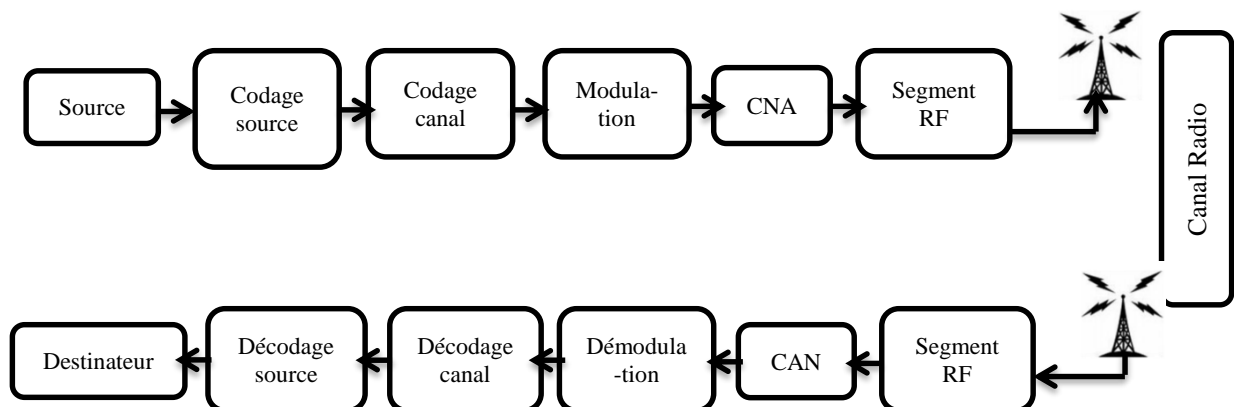 Source
Codage
source
Codage
canal
Modula-
tion
CNA
Segment
RF
Canal Radio
Destinateur
Décodage
source
Décodage
canal
Démodula
-tion
CAN
Segment
RF